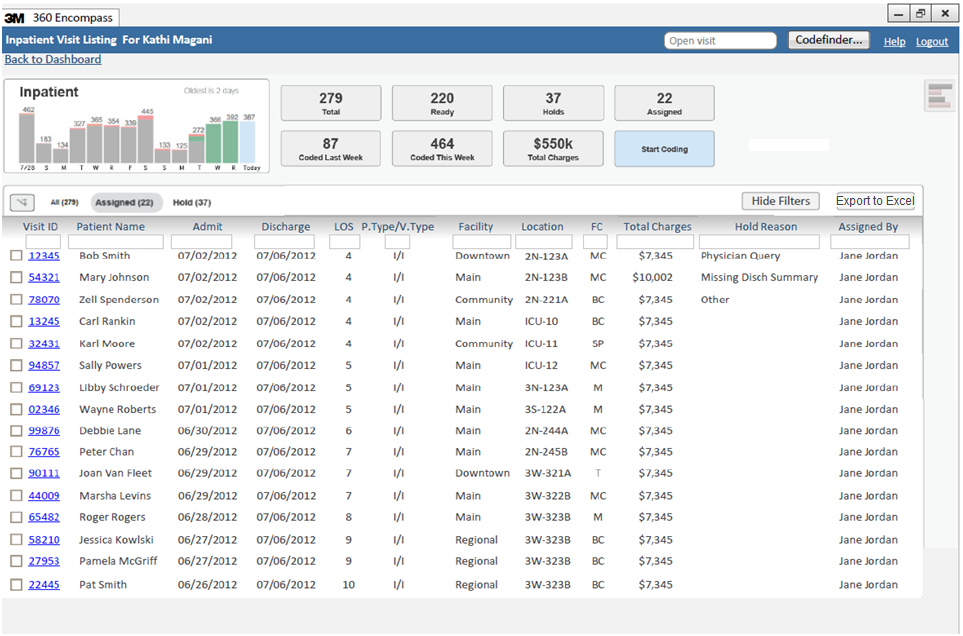 3M 360 Encompass
Inpatient Visit Listing For Kathi Magani
Open visit
Codefinder...
Help
Logout
Back to Dashboard
Inpatient
Oldest is 2 days
462 183 134 327 365 354 339 445 133 125 272 366 392 387
7/28 S M T W R F S S M T W R Today
279 Total
220 Ready
37 Holds
22 Assigned
87 Coded Last Week
464 Coded This Week
$550k Total Charges
Start Coding
All (279) Assigned (22) Hold (37)
Hide Filters
Export to Excel
Visit ID Patient Name Admit Discharge LOS P.Type/V.Type Facility Location FC Total Charges Hold Reason Assigned By
12345 Bob Smith 07/02/2012 07/06/2012 4 I/I Downtown 2N-123A MC $7,345 Physician Query Jane Jordan
54321 Mary Johnson 07/02/2012 07/06/2012 4 I/I Main 2N-123B MC $10,002 Missing Disch Summary Jane Jordan
78070 Zell Spenderson 07/02/2012 07/06/2012 4 I/I Community 2N-221A BC $7,345 Other Jane Jordan
13245 Carl Rankin 07/02/2012 07/06/2012 4 I/I Main ICU-10 BC $7,345 Jane Jordan
32431 Karl Moore 07/02/2012 07/06/2012 4 I/I Community ICU-11 SP $7,345 Jane Jordan
94857 Sally Powers 07/01/2012 07/06/2012 5 I/I Main ICU-12 MC $7,345 Jane Jordan
69123 Libby Schroeder 07/01/2012 07/06/2012 5 I/I Main 3N-123A M $7,345 Jane Jordan
02346 Wayne Roberts 07/01/2012 07/06/2012 5 I/I Main 3S-122A M $7,345 Jane Jordan
99876 Debbie Lane 06/30/2012 07/06/2012 6 I/I Main 2N-244A MC $7,345 Jane Jordan
76765 Peter Chan 06/29/2012 07/06/2012 7 I/I Main 2N-245B MC $7,345 Jane Jordan
90111 Joan Van Fleet 06/29/2012 07/06/2012 7 I/I Downtown 3W-321A T $7,345 Jane Jordan
44009 Marsha Levins 06/29/2012 07/06/2012 7 I/I Main 3W-322B MC $7,345 Jane Jordan
65482 Roger Rogers 06/28/2012 07/06/2012 8 I/I Main 3W-323B M $7,345 Jane Jordan
58210 Jessica Kowlski 06/27/2012 07/06/2012 9 I/I Regional 3W-323B BC $7,345 Jane Jordan
27953 Pamela McGriff 06/27/2012 07/06/2012 9 I/I Regional 3W-323B BC $7,345 Jane Jordan
22445 Pat Smith 06/26/2012 07/06/2012 10 I/I Regional 3W-323B BC $7,345 Jane Jordan